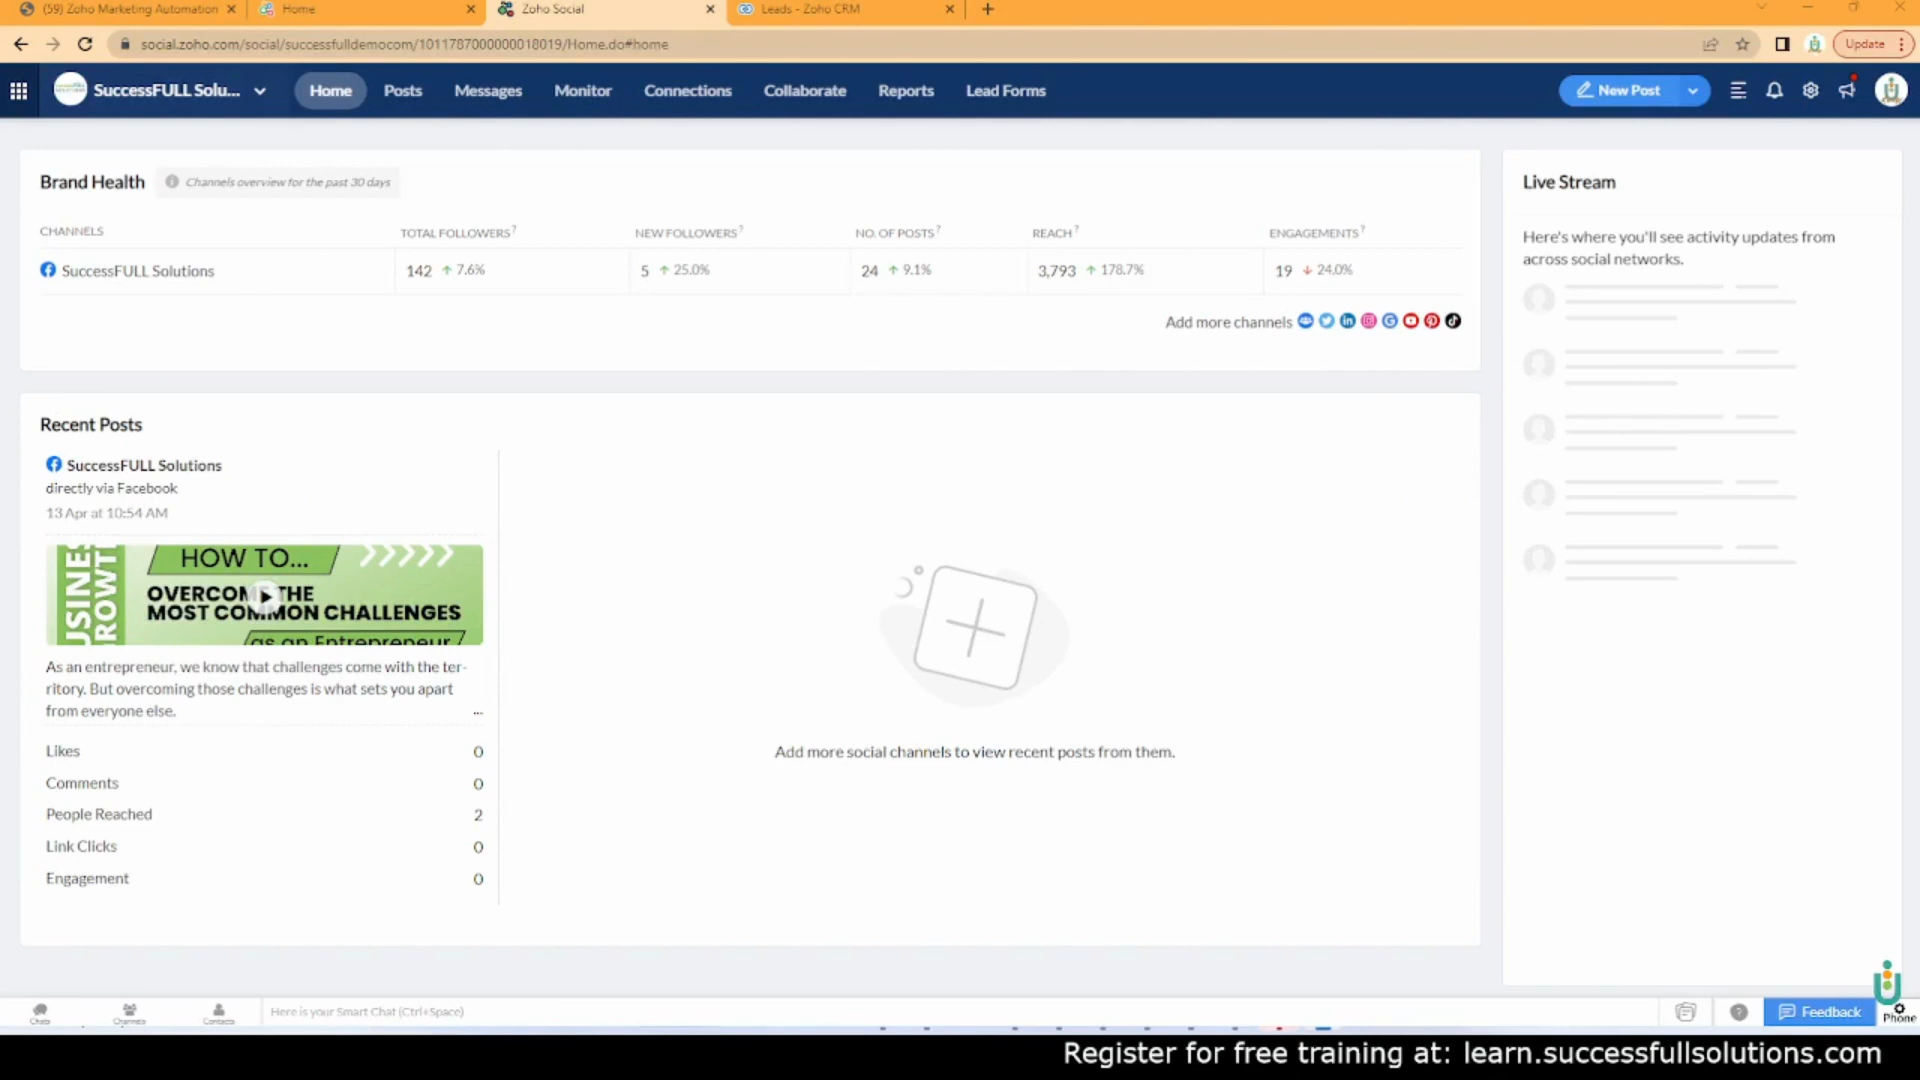 (59) Zoho Marketing Automation
Home
Zoho Social
Leads - Zoho CRM
social.zoho.com/social/successfulldemocom/1011787000000018019/Home.do#home
Update
SuccessFULL Solu...
Home
Posts
Messages
Monitor
Connections
Collaborate
Reports
Lead Forms
New Post
Brand Health
Channels overview for the past 30 days
CHANNELS
TOTAL FOLLOWERS ?
NEW FOLLOWERS ?
NO. OF POSTS ?
REACH ?
ENGAGEMENTS ?
SuccessFULL Solutions
142 ↑ 7.6%
5 ↑ 25.0%
24 ↑ 9.1%
3,793 ↑ 178.7%
19 ↓ 24.0%
Add more channels
Recent Posts
SuccessFULL Solutions
directly via Facebook
13 Apr at 10:54 AM
HOW TO...
OVERCOME THE
MOST COMMON CHALLENGES
as an Entrepreneur
As an entrepreneur, we know that challenges come with the ter-
ritory. But overcoming those challenges is what sets you apart
from everyone else.
...
Likes 0
Comments 0
People Reached 2
Link Clicks 0
Engagement 0
Add more social channels to view recent posts from them.
Live Stream
Here's where you'll see activity updates from
across social networks.
Chats
Channels
Contacts
Here is your Smart Chat (Ctrl+Space)
Feedback
Phone
Register for free training at: learn.successfullsolutions.com